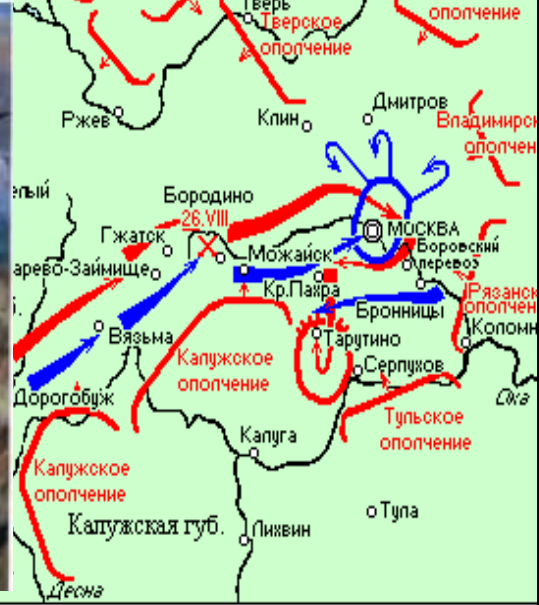 Тверь
Тверское
ополчение
ополчение
Ржев
Клин
Дмитров
Владимирск
ополчен
елый
Бородино
26.VIII
Гжатск
МОСКВА
Боровский
перевоз
Можайск
арево-Займище
Кр.Пахра
Рязанск
ополчен
Бронницы
Вязьма
Тарутино
Коломн
Калужское
ополчение
Серпухов
Дорогобуж
Ока
Тульское
ополчение
Калуга
Калужское
ополчение
Калужская губ.
Лихвин
Тула
Десна